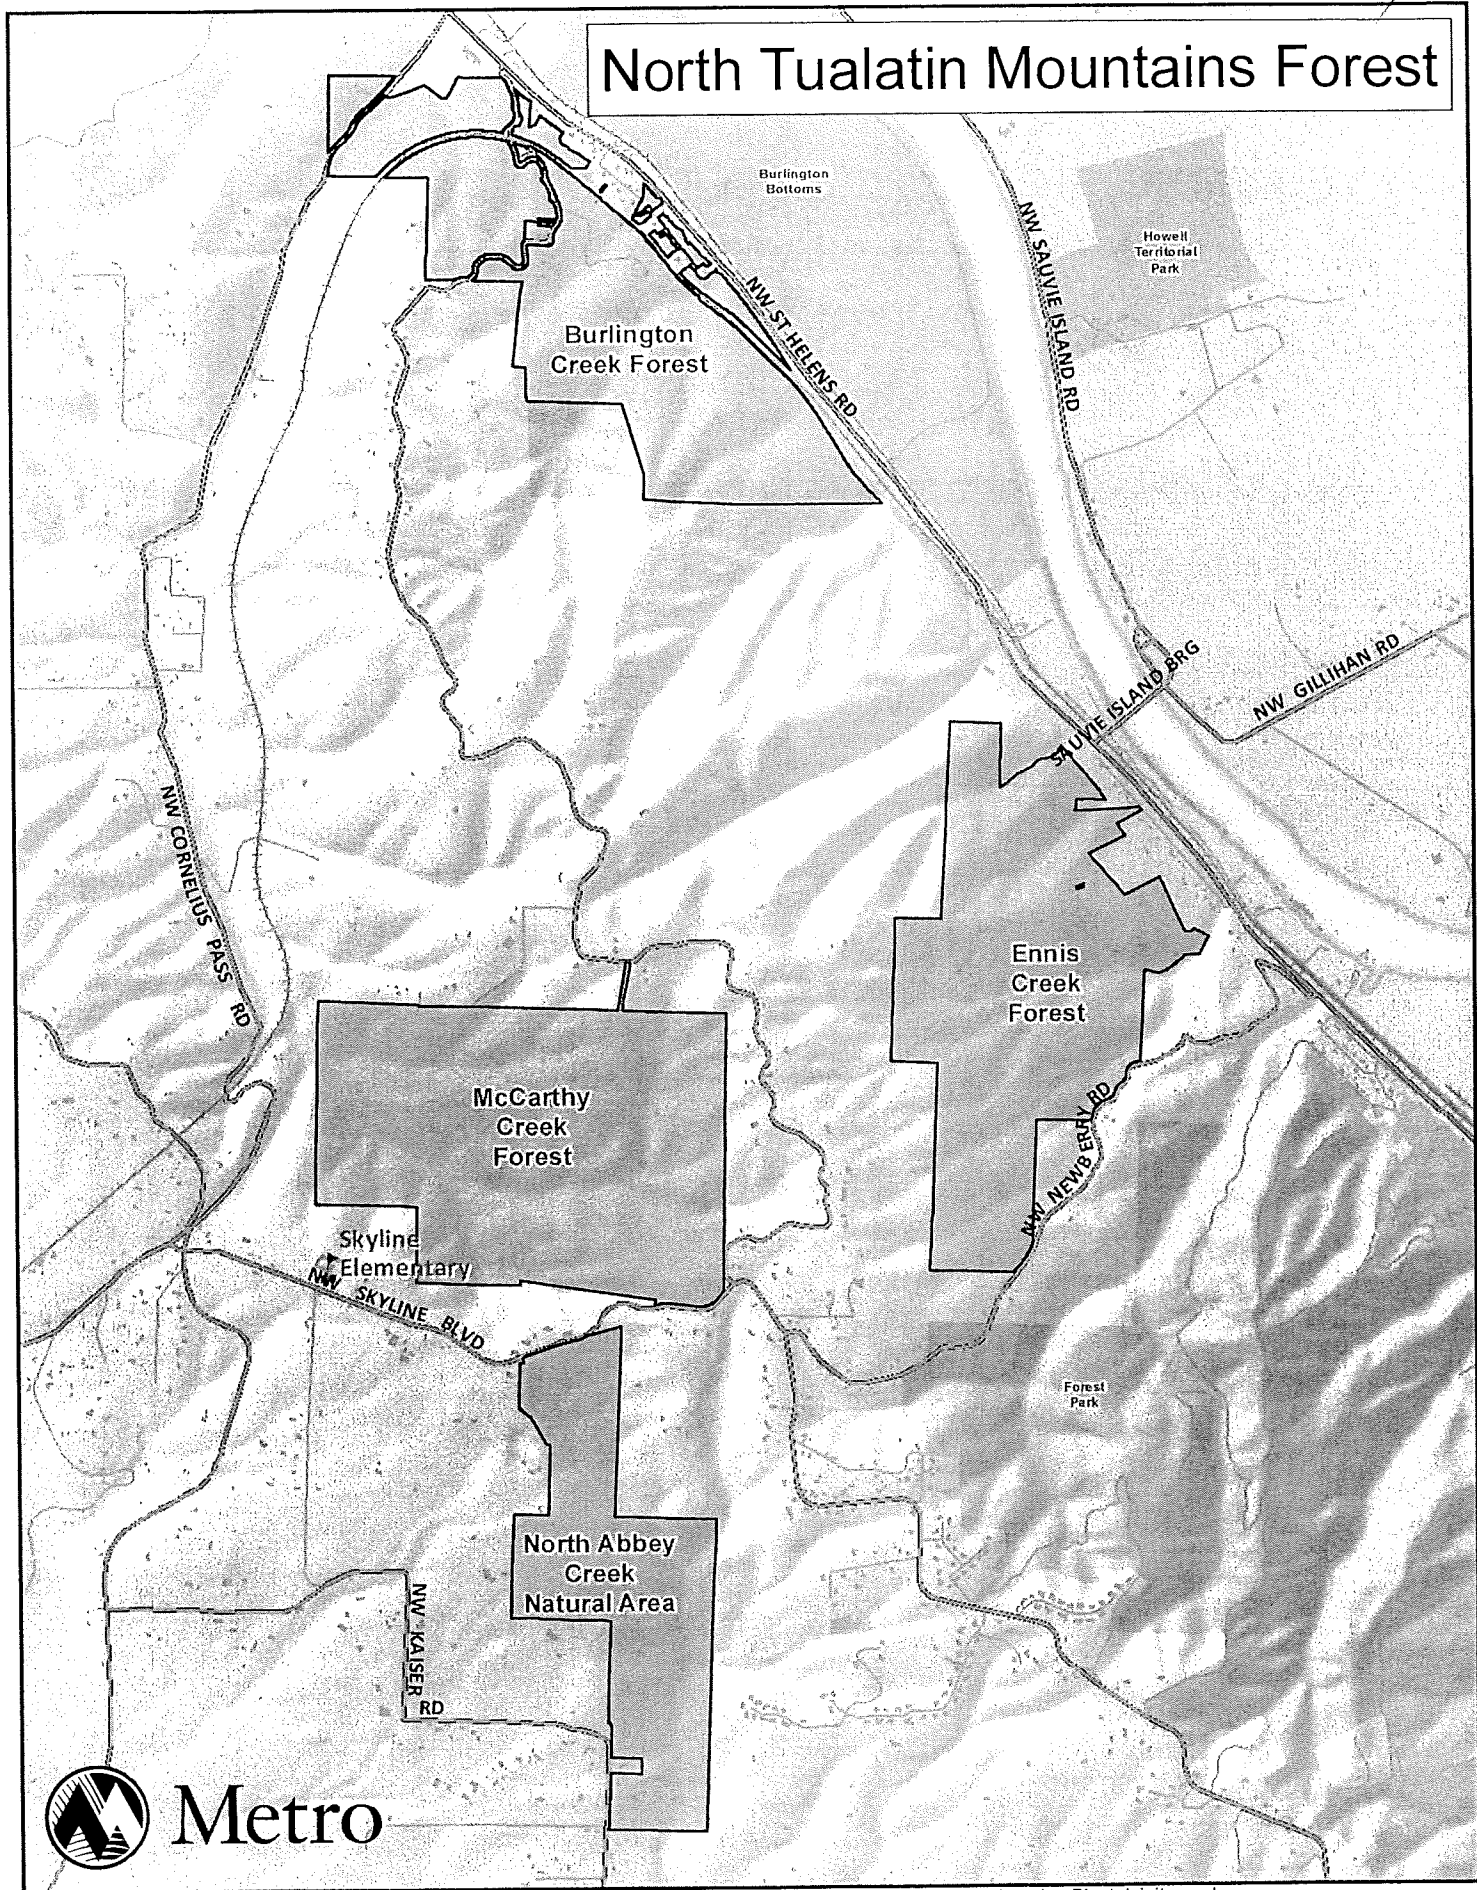 North Tualatin Mountains Forest
Burlington
Bottoms
Howell
Territorial
Park
NW SAUVIE ISLAND RD
NW ST HELENS RD
Burlington
Creek Forest
SAUVIE ISLAND BRG
NW GILLIHAN RD
NW CORNELIUS PASS RD
Ennis
Creek
Forest
McCarthy
Creek
Forest
NW NEWBERRY RD
Skyline
Elementary
NW SKYLINE BLVD
Forest
Park
North Abbey
Creek
Natural Area
NW KAISER RD
Metro